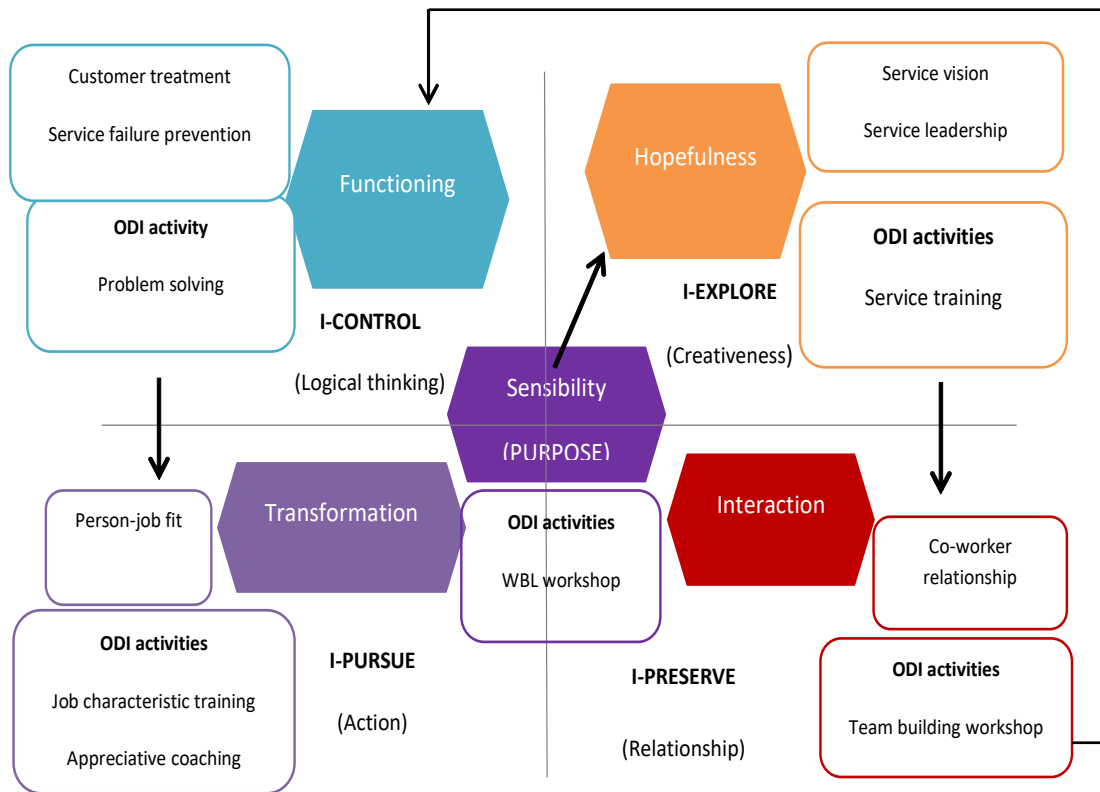 Customer treatment
Service failure prevention
ODI activity
Problem solving
Functioning
I-CONTROL
(Logical thinking)
Hopefulness
Service vision
Service leadership
ODI activities
Service training
I-EXPLORE
(Creativeness)
Sensibility
(PURPOSE)
ODI activities
WBL workshop
Person-job fit
Transformation
ODI activities
Job characteristic training
Appreciative coaching
I-PURSUE
(Action)
Interaction
Co-worker
relationship
ODI activities
Team building workshop
I-PRESERVE
(Relationship)